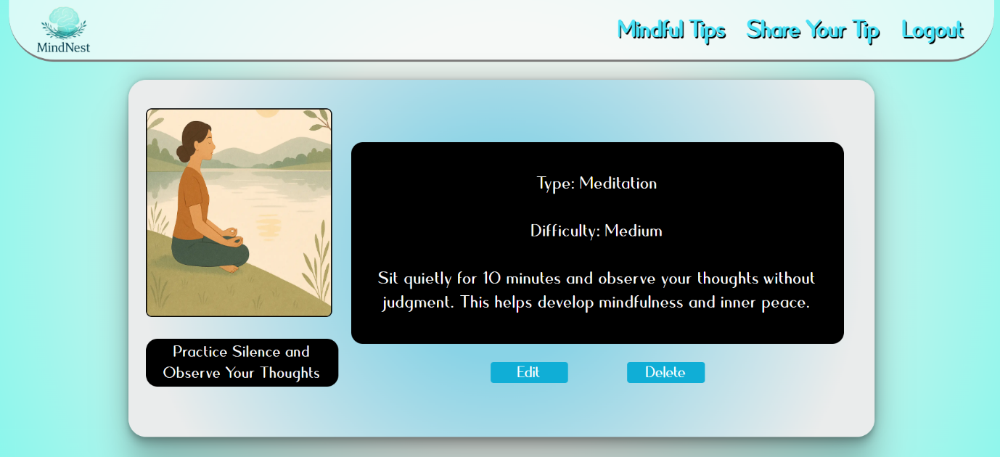 MindNest
Mindful Tips Share Your Tip Logout
Practice Silence and
Observe Your Thoughts
Type: Meditation
Difficulty: Medium
Sit quietly for 10 minutes and observe your thoughts without
judgment. This helps develop mindfulness and inner peace.
Edit Delete